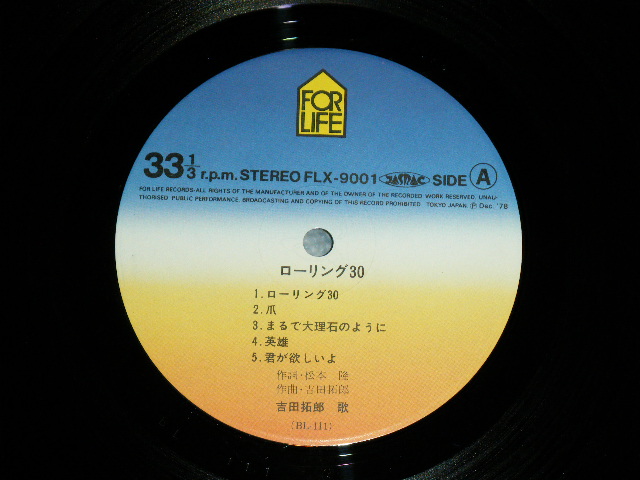 FOR
LIFE
33 1/3 r.p.m. STEREO FLX-9001 JASRAC SIDE A
FOR LIFE RECORDS·ALL RIGHTS OF THE MANUFACTURER AND OF THE OWNER OF THE RECORDED WORK RESERVED. UNAU-
THORISED PUBLIC PERFORMANCE, BROADCASTING AND COPYING OF THIS RECORD PROHIBITED. TOKYO JAPAN. Ⓟ Dec. '78
ローリング30
1. ローリング30
2. 爪
3. まるで大理石のように
4. 英雄
5. 君が欲しいよ
作詞・松本 隆
作曲・吉田拓郎
吉田拓郎 歌
(BL-111)